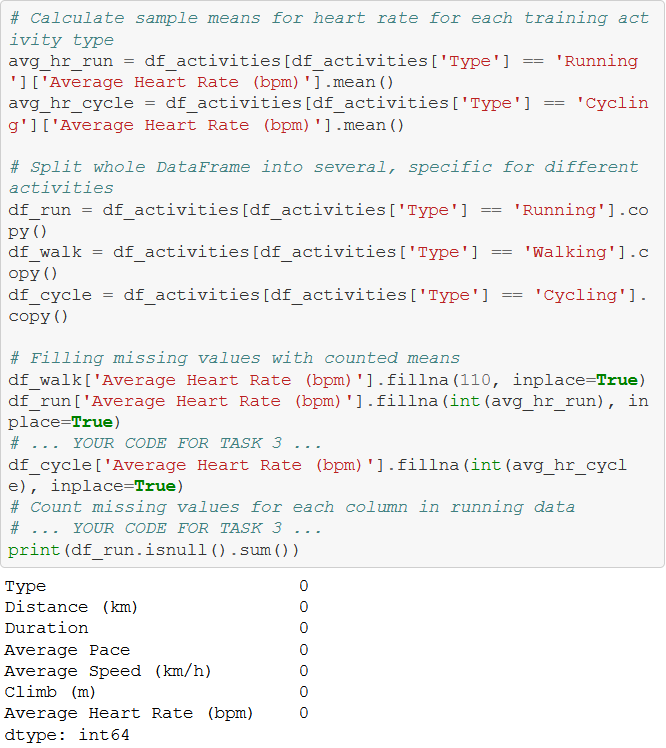 # Calculate sample means for heart rate for each training act
ivity type
avg_hr_run = df_activities[df_activities['Type'] == 'Running
']['Average Heart Rate (bpm)'].mean()
avg_hr_cycle = df_activities[df_activities['Type'] == 'Cyclin
g']['Average Heart Rate (bpm)'].mean()
# Split whole DataFrame into several, specific for different
activities
df_run = df_activities[df_activities['Type'] == 'Running'].co
py()
df_walk = df_activities[df_activities['Type'] == 'Walking'].c
opy()
df_cycle = df_activities[df_activities['Type'] == 'Cycling'].
copy()
# Filling missing values with counted means
df_walk['Average Heart Rate (bpm)'].fillna(110, inplace=True)
df_run['Average Heart Rate (bpm)'].fillna(int(avg_hr_run), in
place=True)
# ... YOUR CODE FOR TASK 3 ...
df_cycle['Average Heart Rate (bpm)'].fillna(int(avg_hr_cycl
e), inplace=True)
# Count missing values for each column in running data
# ... YOUR CODE FOR TASK 3 ...
print(df_run.isnull().sum())
Type 0
Distance (km) 0
Duration 0
Average Pace 0
Average Speed (km/h) 0
Climb (m) 0
Average Heart Rate (bpm) 0
dtype: int64